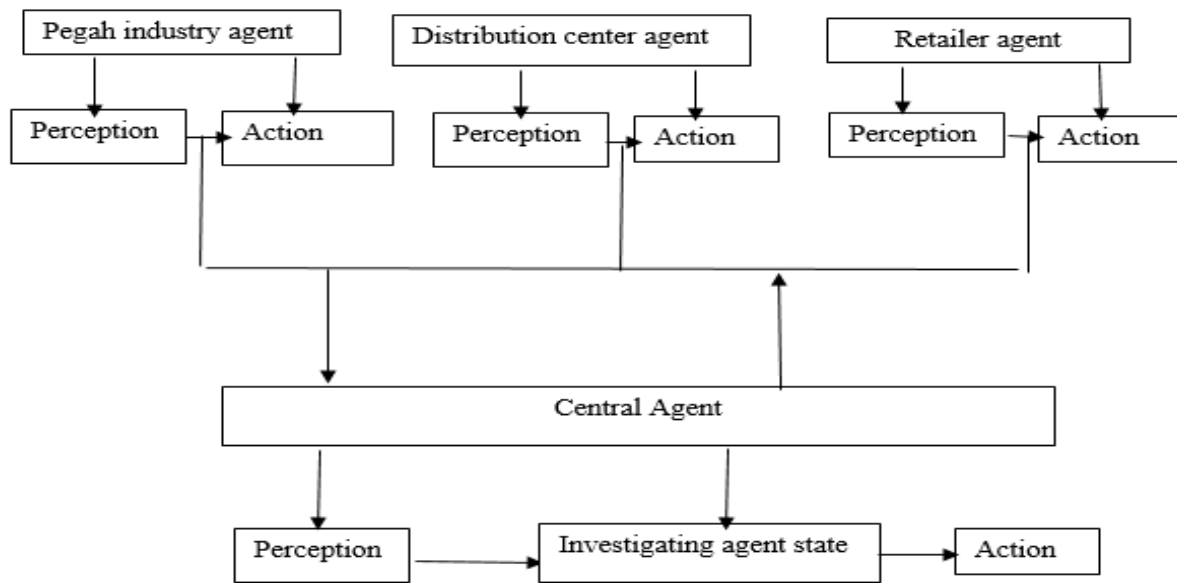 Pegah industry agent
Distribution center agent
Retailer agent
Perception
Action
Perception
Action
Perception
Action
Central Agent
Perception
Investigating agent state
Action